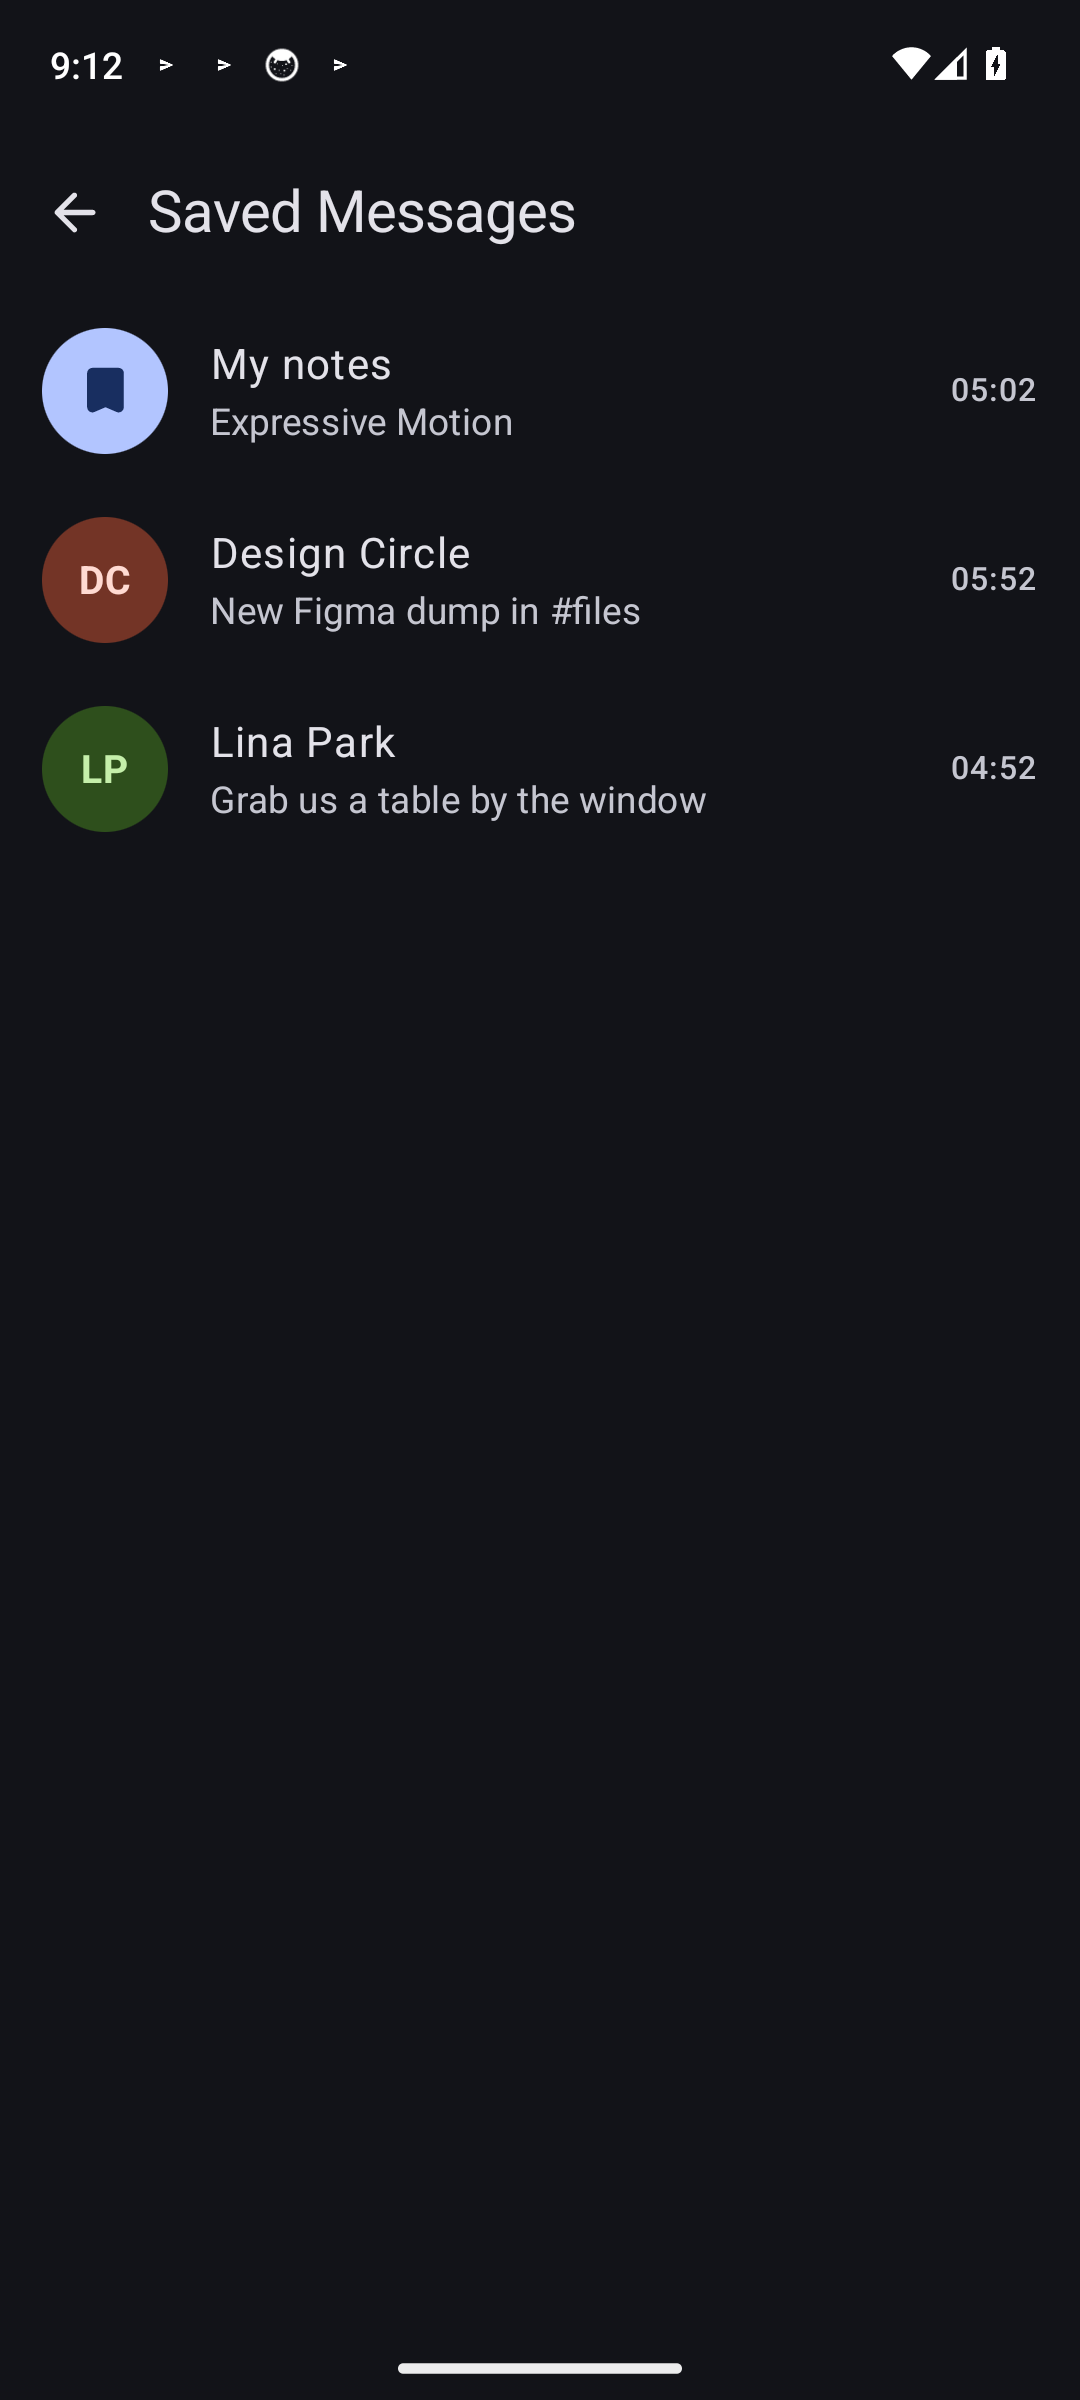 9:12
Saved Messages
My notes
Expressive Motion
05:02
DC
Design Circle
New Figma dump in #files
05:52
LP
Lina Park
Grab us a table by the window
04:52